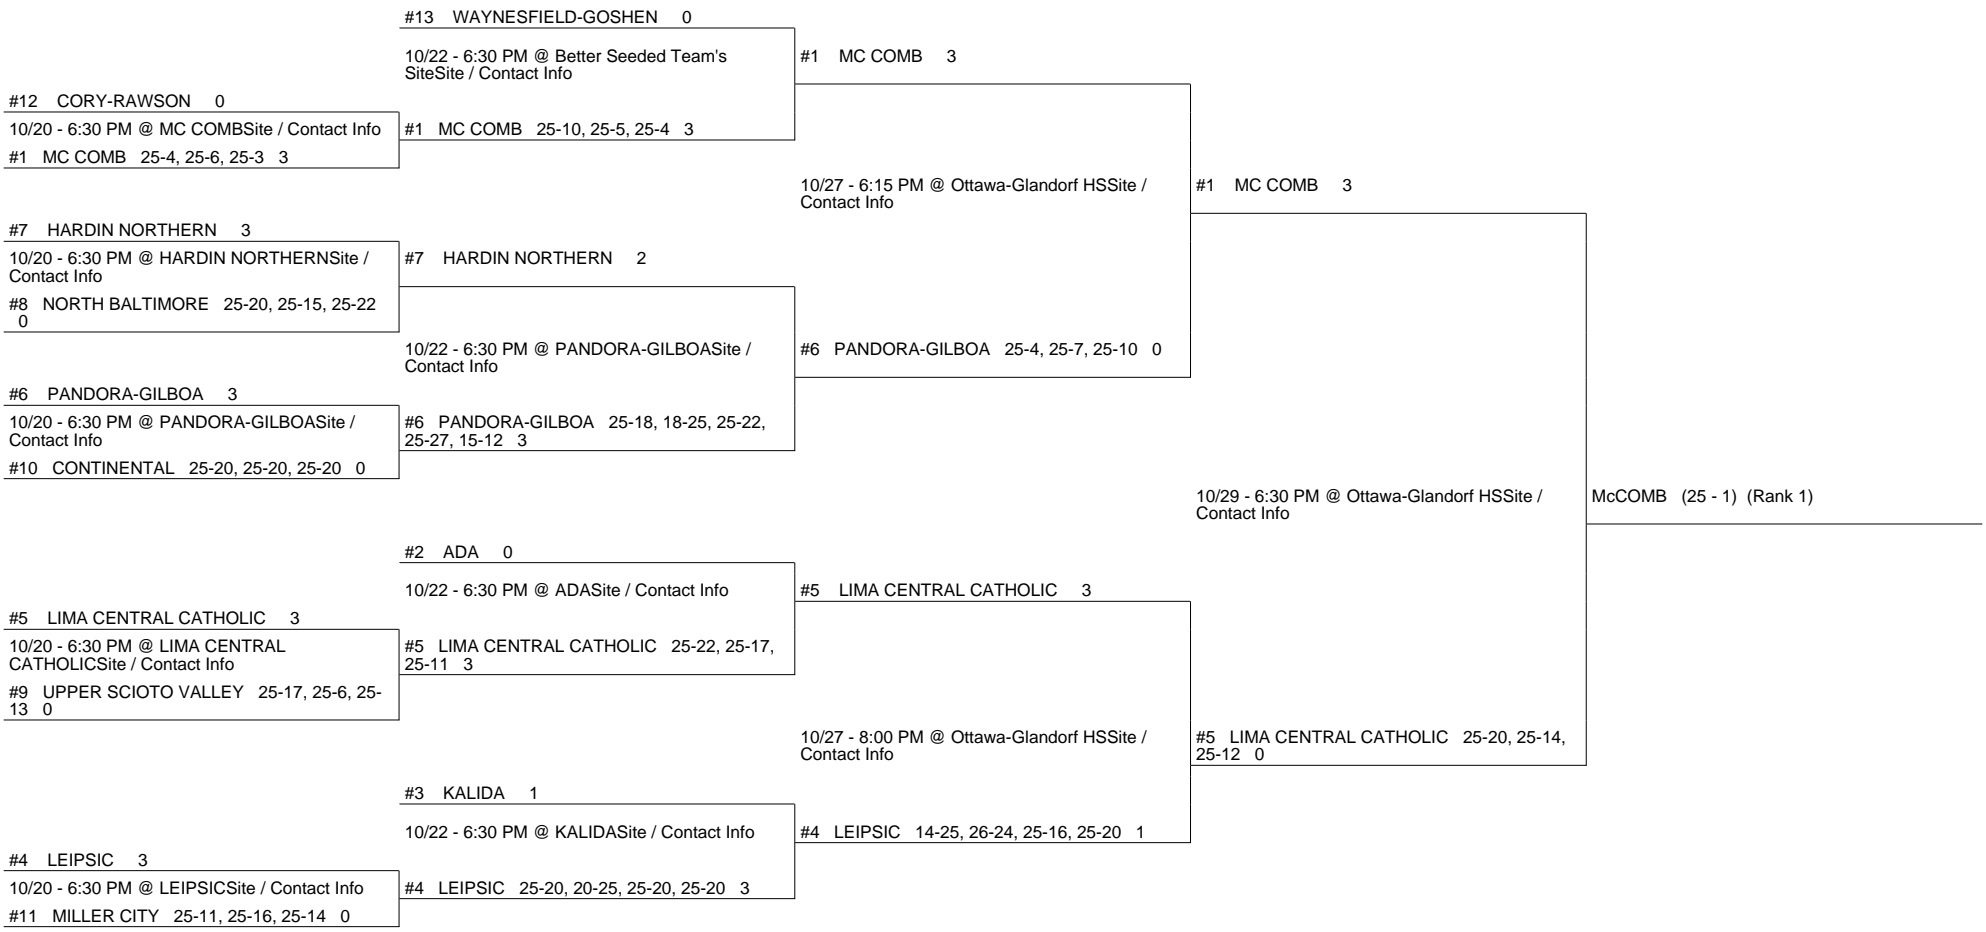 #13 WAYNESFIELD-GOSHEN 0
10/22 - 6:30 PM @ Better Seeded Team's
SiteSite / Contact Info
#1 MC COMB 3
#12 CORY-RAWSON 0
10/20 - 6:30 PM @ MC COMBSite / Contact Info
#1 MC COMB 25-10, 25-5, 25-4 3
#1 MC COMB 25-4, 25-6, 25-3 3
10/27 - 6:15 PM @ Ottawa-Glandorf HSSite /
Contact Info
#1 MC COMB 3
#7 HARDIN NORTHERN 3
10/20 - 6:30 PM @ HARDIN NORTHERNSite /
Contact Info
#7 HARDIN NORTHERN 2
#8 NORTH BALTIMORE 25-20, 25-15, 25-22
0
10/22 - 6:30 PM @ PANDORA-GILBOASite /
Contact Info
#6 PANDORA-GILBOA 25-4, 25-7, 25-10 0
#6 PANDORA-GILBOA 3
10/20 - 6:30 PM @ PANDORA-GILBOASite /
Contact Info
#6 PANDORA-GILBOA 25-18, 18-25, 25-22,
25-27, 15-12 3
#10 CONTINENTAL 25-20, 25-20, 25-20 0
10/29 - 6:30 PM @ Ottawa-Glandorf HSSite /
Contact Info
McCOMB (25 - 1) (Rank 1)
#2 ADA 0
10/22 - 6:30 PM @ ADASite / Contact Info
#5 LIMA CENTRAL CATHOLIC 3
#5 LIMA CENTRAL CATHOLIC 3
10/20 - 6:30 PM @ LIMA CENTRAL
CATHOLICSite / Contact Info
#5 LIMA CENTRAL CATHOLIC 25-22, 25-17,
25-11 3
#9 UPPER SCIOTO VALLEY 25-17, 25-6, 25-
13 0
10/27 - 8:00 PM @ Ottawa-Glandorf HSSite /
Contact Info
#5 LIMA CENTRAL CATHOLIC 25-20, 25-14,
25-12 0
#3 KALIDA 1
10/22 - 6:30 PM @ KALIDASite / Contact Info
#4 LEIPSIC 14-25, 26-24, 25-16, 25-20 1
#4 LEIPSIC 3
10/20 - 6:30 PM @ LEIPSICSite / Contact Info
#4 LEIPSIC 25-20, 20-25, 25-20, 25-20 3
#11 MILLER CITY 25-11, 25-16, 25-14 0